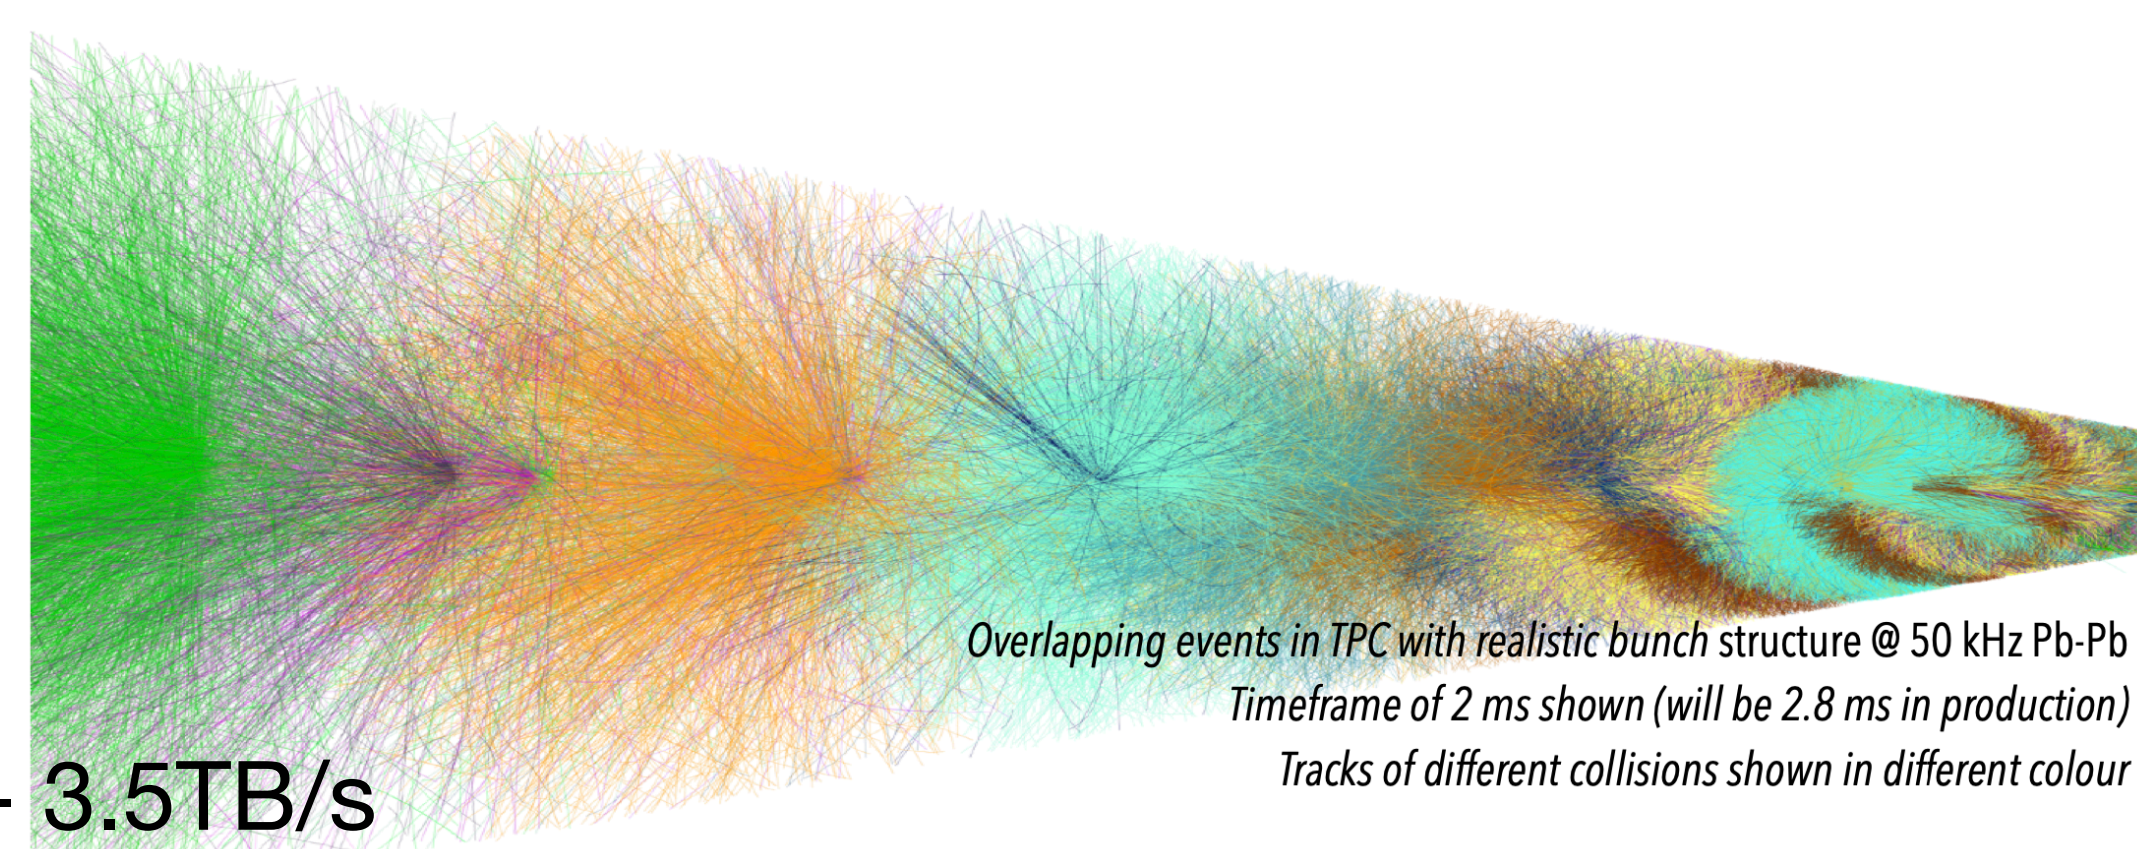 Overlapping events in TPC with realistic bunch structure @ 50 kHz Pb-Pb
Timeframe of 2 ms shown (will be 2.8 ms in production)
Tracks of different collisions shown in different colour
- 3.5TB/s